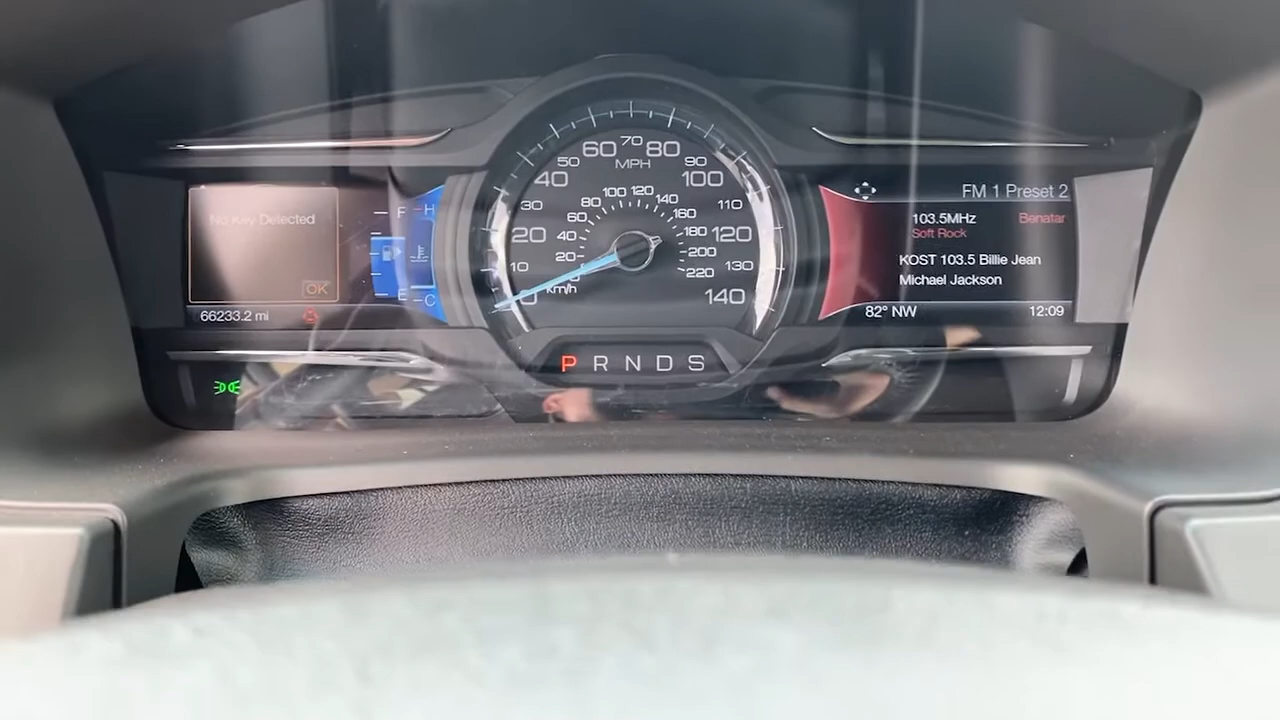 No Key Detected
OK
66233.2 mi
F
H
E
C
0
10
20
30
40
50
60
70
80
90
100
110
120
130
140
MPH
20
40
60
80
100
120
140
160
180
200
220
km/h
P R N D S
FM 1 Preset 2
103.5MHz Benatar
Soft Rock
KOST 103.5 Billie Jean
Michael Jackson
82° NW 12:09